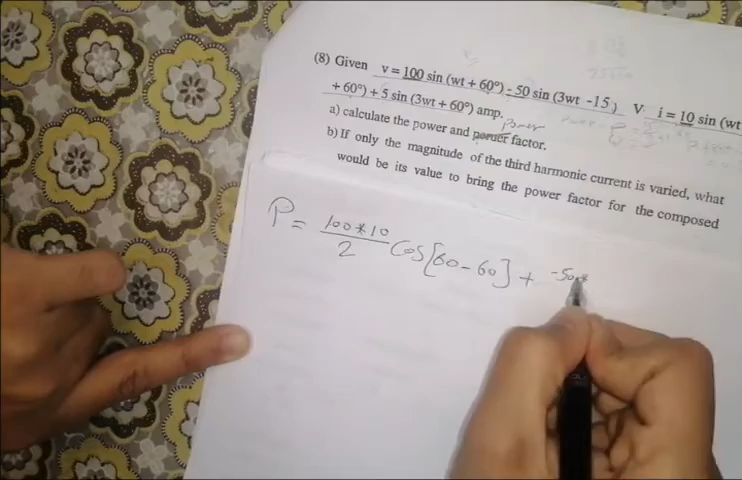 (8) Given v = 100 sin (wt + 60°) - 50 sin (3wt -15) V i = 10 sin (wt
+ 60°) + 5 sin (3wt + 60°) amp.
power
a) calculate the power and poruer factor.
b) If only the magnitude of the third harmonic current is varied, what
would be its value to bring the power factor for the composed
P = 100*10/2 Cos[60-60] + -50*